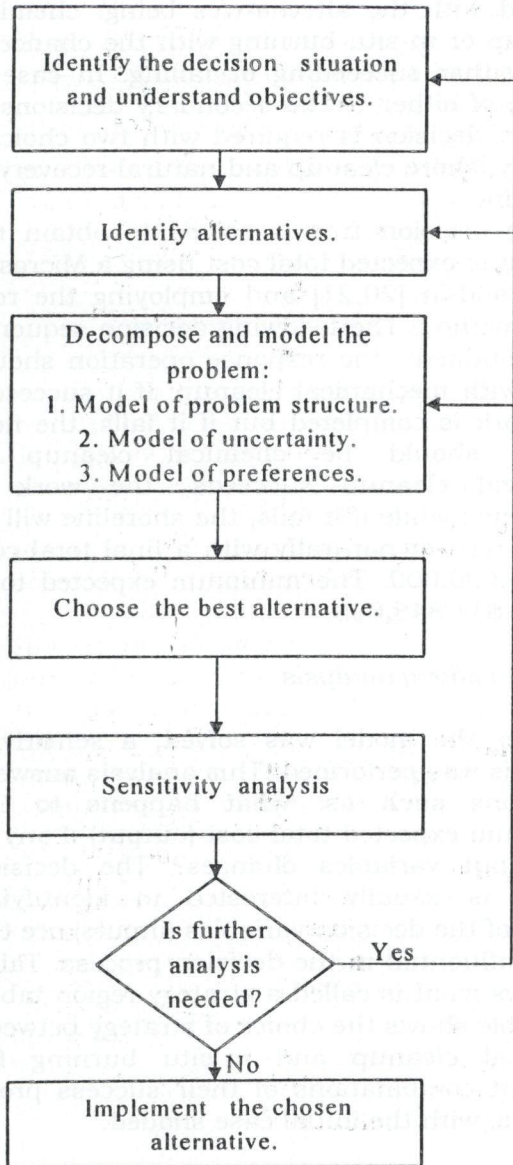 Identify the decision situation
and understand objectives.
Identify alternatives.
Decompose and model the
problem:
1. Model of problem structure.
2. Model of uncertainty.
3. Model of preferences.
Choose the best alternative.
Sensitivity analysis
Is further
analysis
needed?
Yes
No
Implement the chosen
alternative.